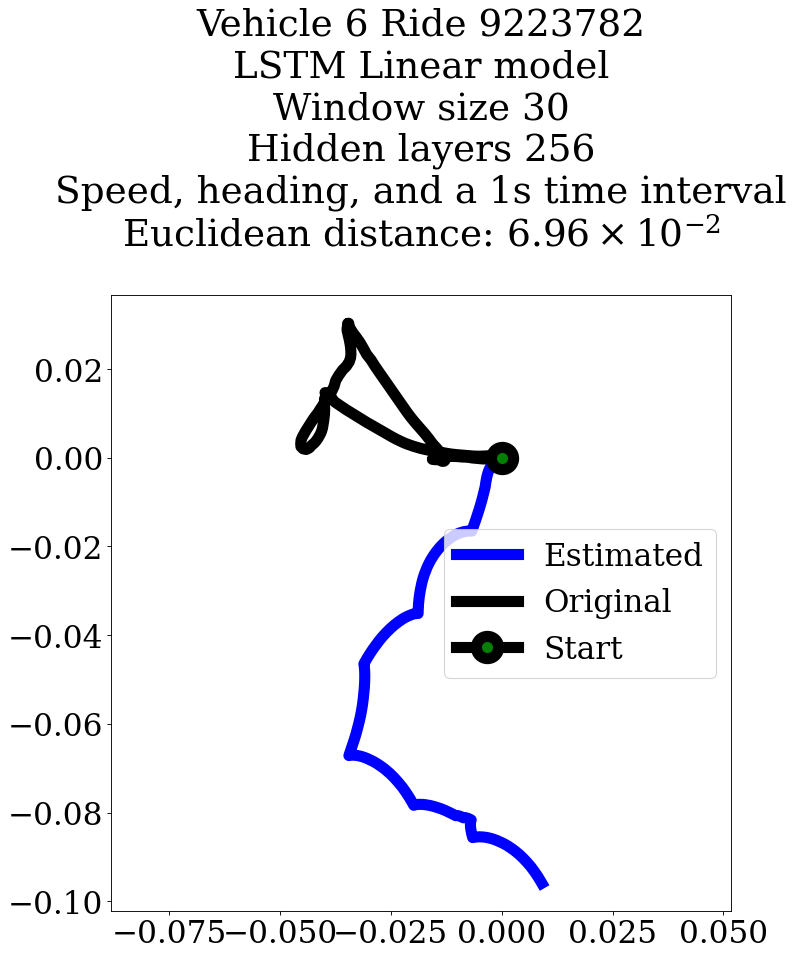 Vehicle 6 Ride 9223782
LSTM Linear model
Window size 30
Hidden layers 256
Speed, heading, and a 1s time interval
Euclidean distance: 6.96 × 10⁻²
0.02
0.00
−0.02
−0.04
−0.06
−0.08
−0.10
Estimated
Original
Start
−0.075 −0.050 −0.025 0.000 0.025 0.050